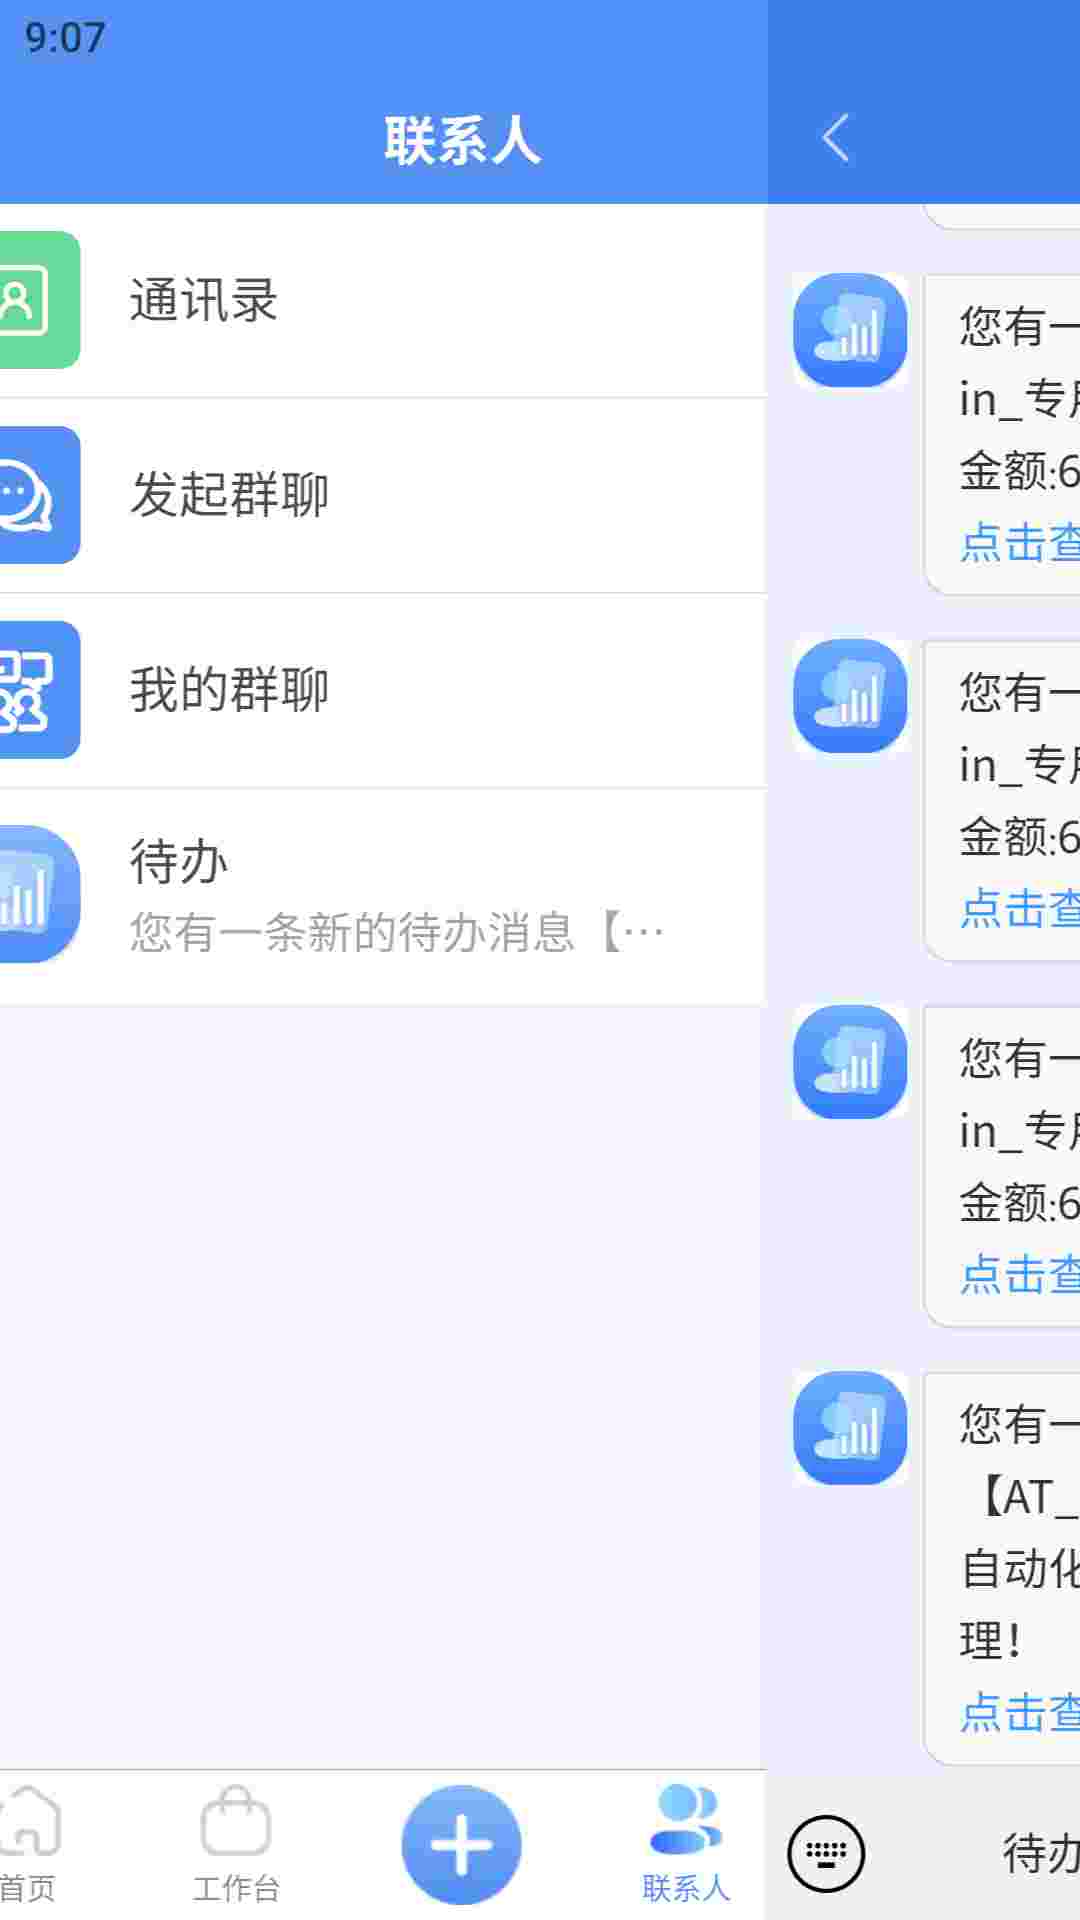 9:07
联系人
通讯录
发起群聊
我的群聊
待办
您有一条新的待办消息【…
首页
工作台
联系人
您有一
in_专用
金额:6
点击查
您有一
in_专用
金额:6
点击查
您有一
in_专用
金额:6
点击查
您有一
【AT_
自动化
理！
点击查
待办